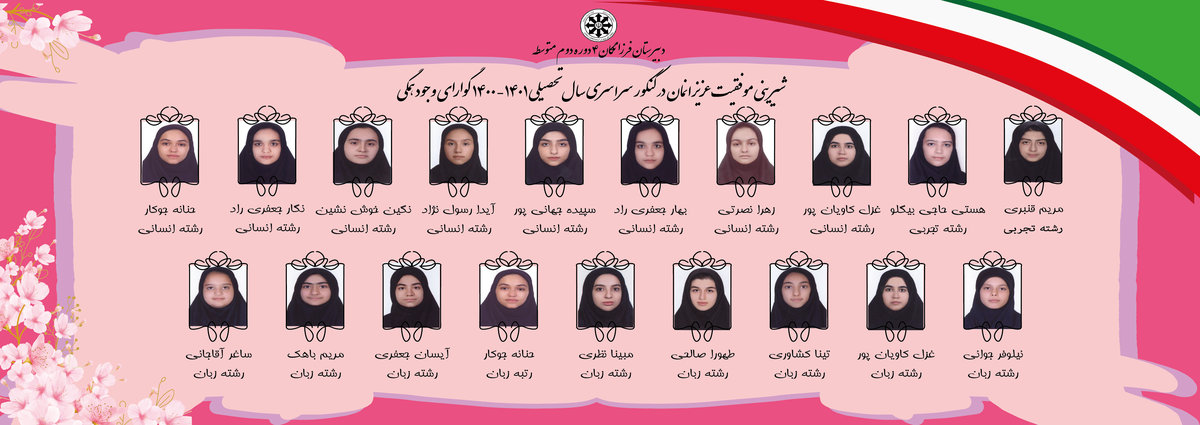 دبیرستان فرزانگان ۴ دوره دوم متوسطه
شیرینی موفقیت عزیزانمان در کنکور سراسری سال تحصیلی ۱۴۰۱-۱۴۰۰ گوارای وجود همگی
مریم قنبری
رشته تجربی
هستی حاجی بیکلو
رشته تجربی
غزل کاویان پور
رشته انسانی
زهرا نصرتی
رشته انسانی
بهار جعفری راد
رشته انسانی
سپیده جهانی پور
رشته انسانی
آیدا رسول نژاد
رشته انسانی
نگین خوش نشین
رشته انسانی
نگار جعفری راد
رشته انسانی
حنانه جوکار
رشته انسانی
نیلوفر جولانی
رشته زبان
غزل کاویان پور
رشته زبان
تینا کشاوری
رشته زبان
طهورا صالحی
رشته زبان
مبینا نظری
رشته زبان
حنانه جوکار
رتبه زبان
آیسان جعفری
رشته زبان
مریم باهک
رشته زبان
ساغر آقاجانی
رشته زبان